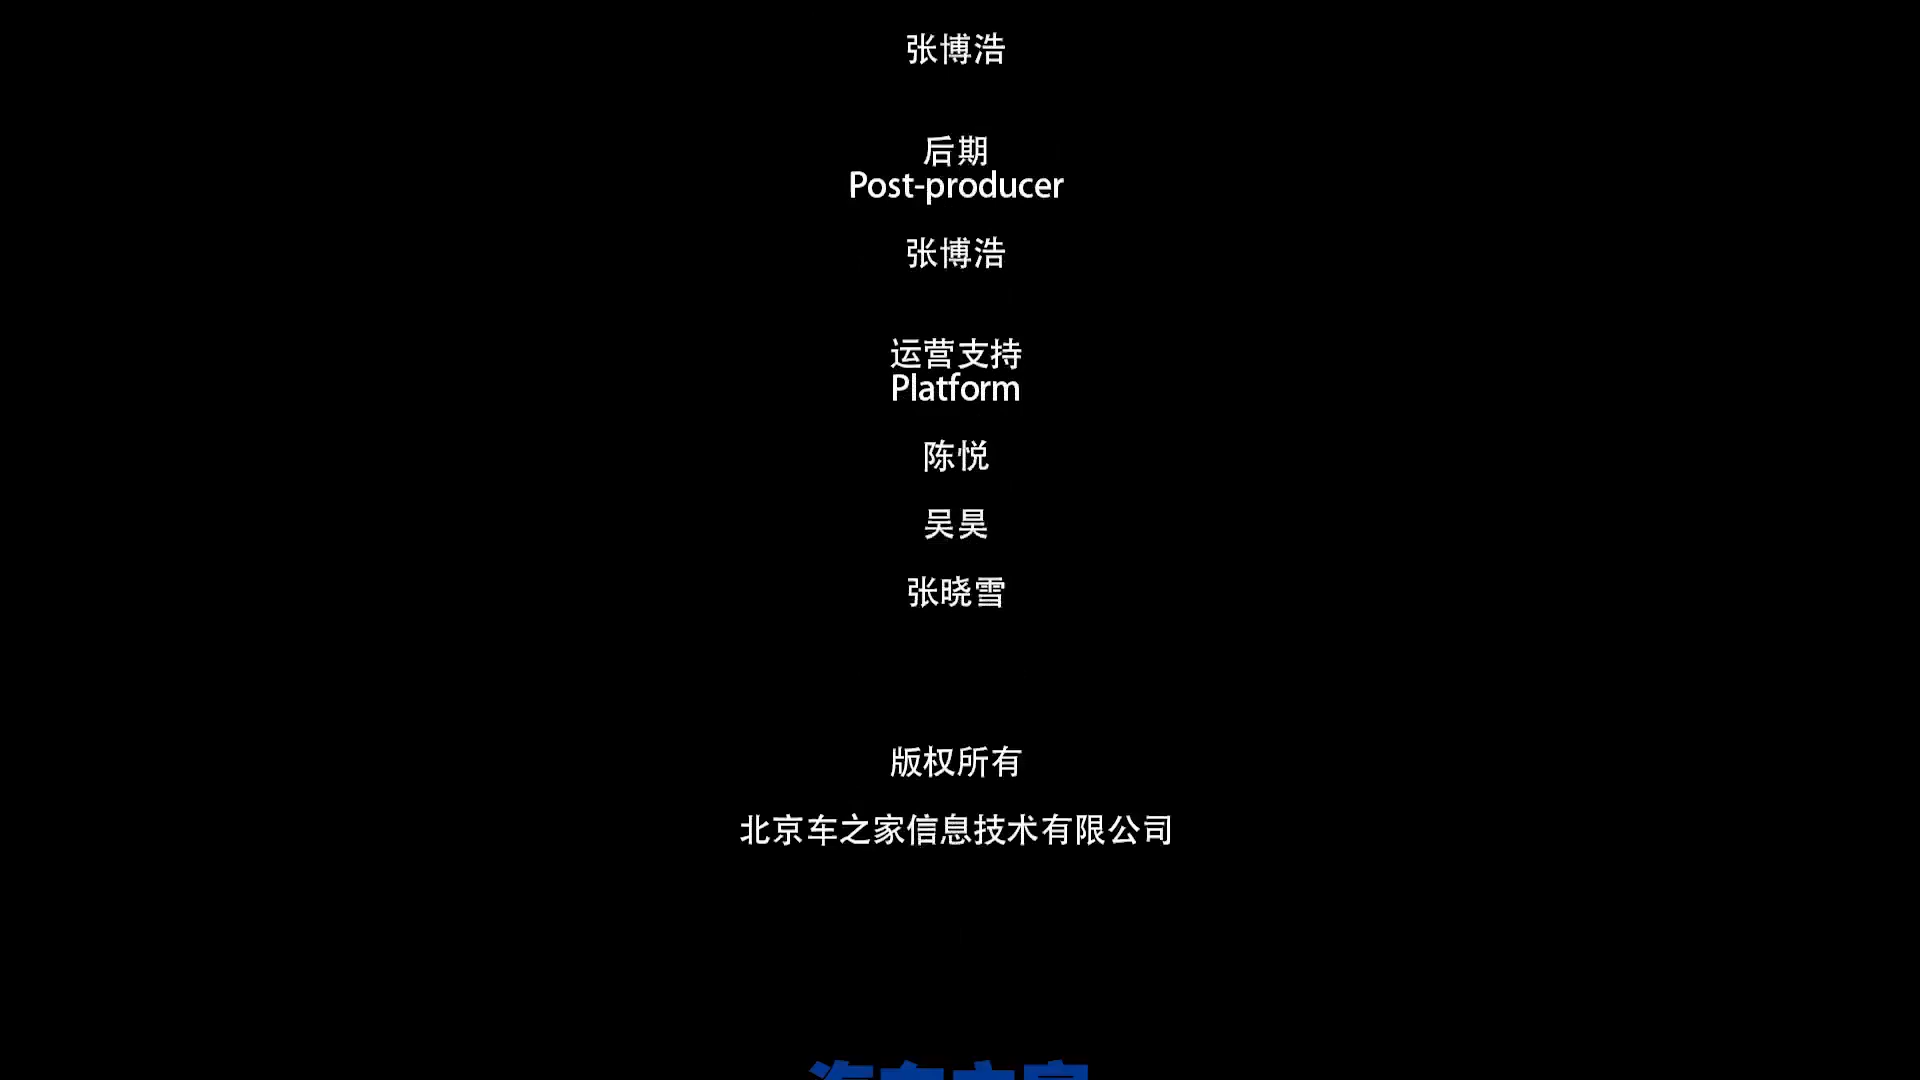 张博浩
后期
Post-producer
张博浩
运营支持
Platform
陈悦
吴昊
张晓雪
版权所有
北京车之家信息技术有限公司